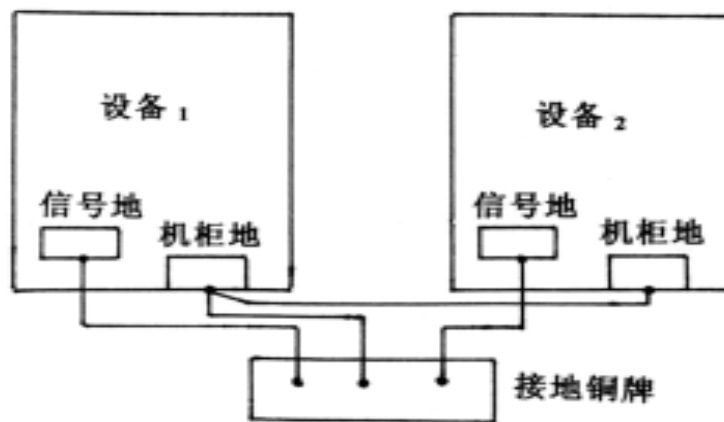 设备 1
设备 2
信号地
机柜地
信号地
机柜地
接地铜牌